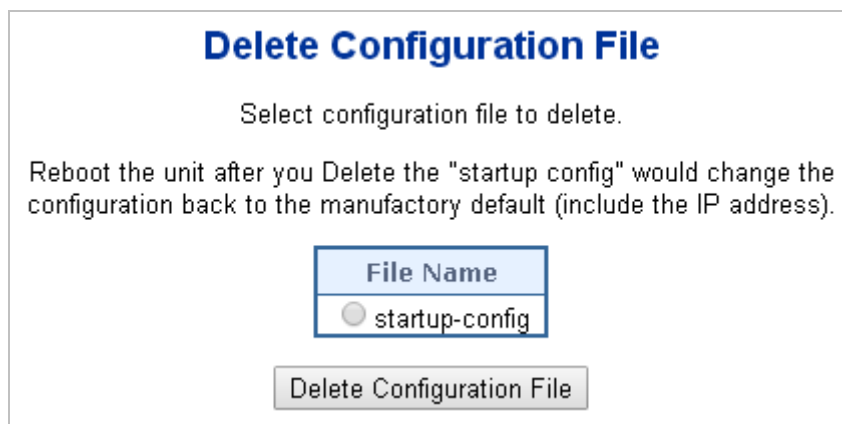 Delete Configuration File
Select configuration file to delete.
Reboot the unit after you Delete the "startup config" would change the
configuration back to the manufactory default (include the IP address).
File Name
startup-config
Delete Configuration File